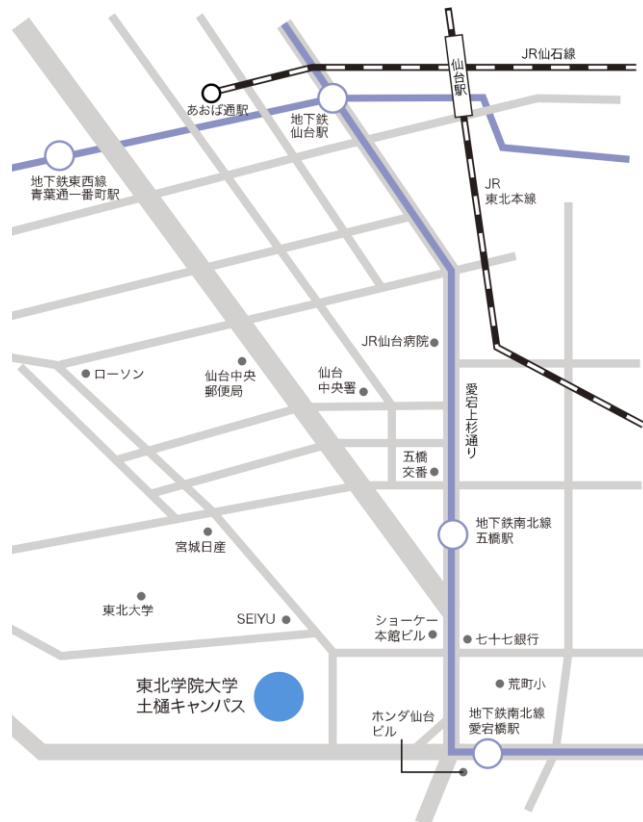 JR仙石線
仙台駅
あおば通駅
地下鉄
仙台駅
地下鉄東西線
青葉通一番町駅
JR
東北本線
JR仙台病院
ローソン
仙台中央
郵便局
仙台
中央署
愛宕上杉通り
五橋
交番
地下鉄南北線
五橋駅
宮城日産
東北大学
SEIYU
ショーケー
本館ビル
七十七銀行
東北学院大学
土樋キャンパス
荒町小
ホンダ仙台
ビル
地下鉄南北線
愛宕橋駅